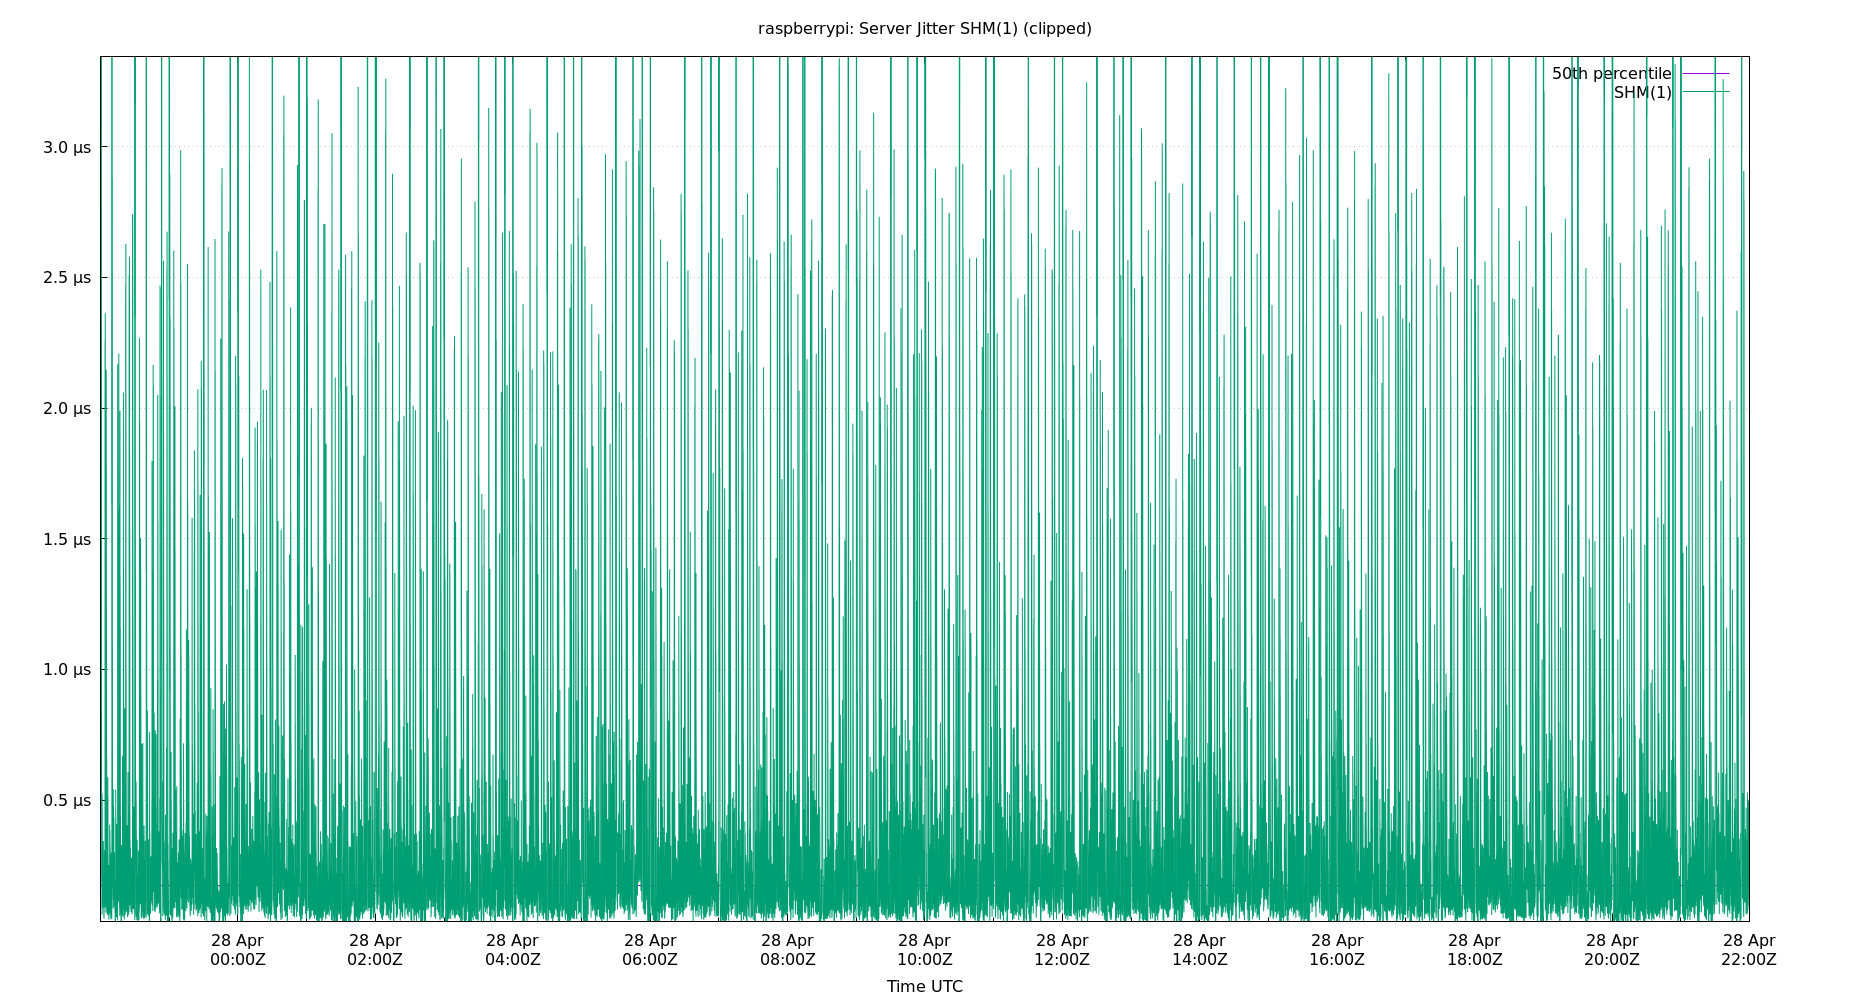 raspberrypi: Server Jitter SHM(1) (clipped)
50th percentile
SHM(1)
3.0 μs
2.5 μs
2.0 μs
1.5 μs
1.0 μs
0.5 μs
28 Apr 28 Apr 28 Apr 28 Apr 28 Apr 28 Apr 28 Apr 28 Apr 28 Apr 28 Apr 28 Apr 28 Apr
00:00Z 02:00Z 04:00Z 06:00Z 08:00Z 10:00Z 12:00Z 14:00Z 16:00Z 18:00Z 20:00Z 22:00Z
Time UTC